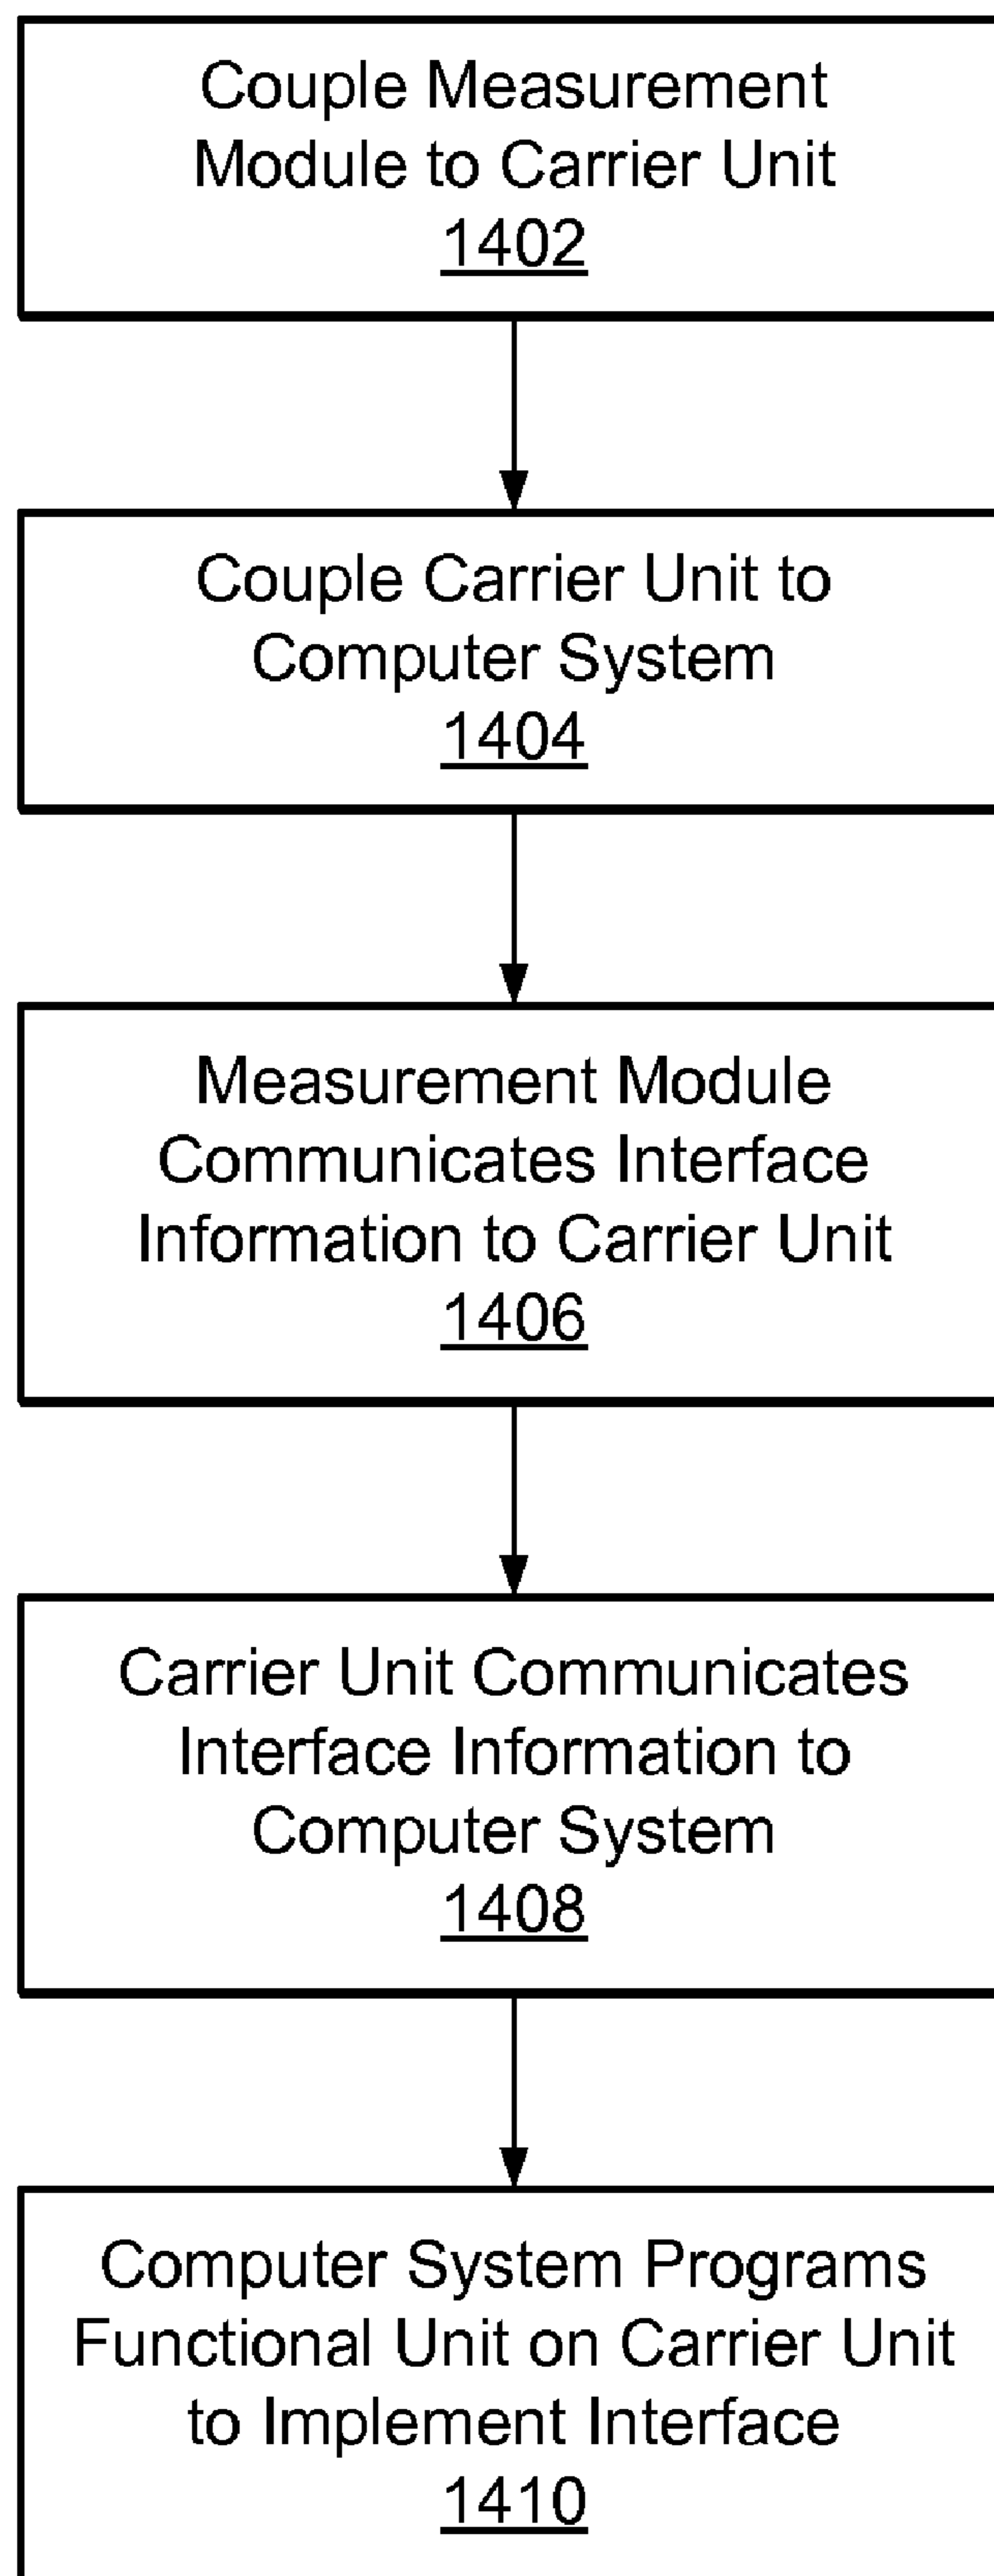 Couple Measurement
Module to Carrier Unit
1402
Couple Carrier Unit to
Computer System
1404
Measurement Module
Communicates Interface
Information to Carrier Unit
1406
Carrier Unit Communicates
Interface Information to
Computer System
1408
Computer System Programs
Functional Unit on Carrier Unit
to Implement Interface
1410